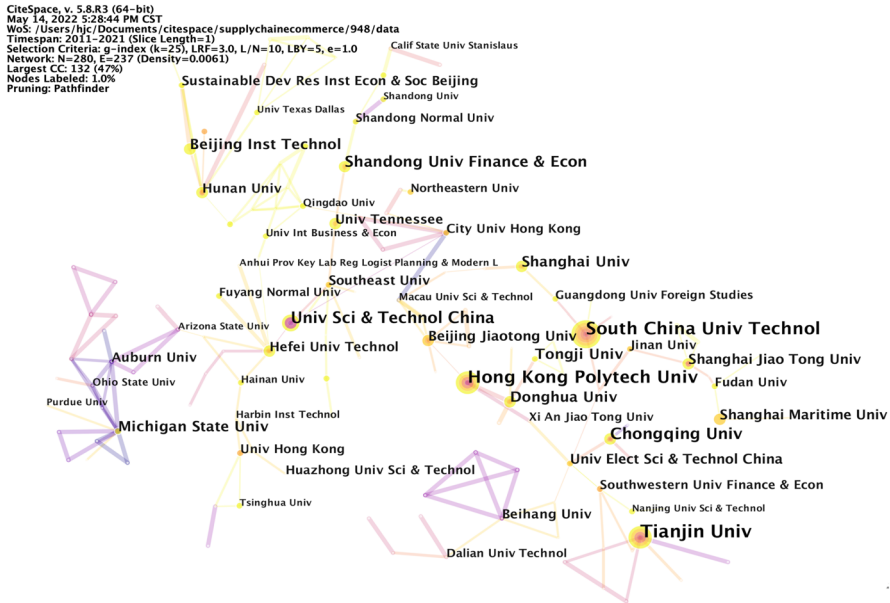 CiteSpace, v. 5.8.R3 (64-bit)
May 14, 2022 5:28:44 PM CST
WoS: /Users/hjc/Documents/citespace/supplychainecommerce/948/data
Timespan: 2011-2021 (Slice Length=1)
Selection Criteria: g-index (k=25), LRF=3.0, L/N=10, LBY=5, e=1.0
Network: N=280, E=237 (Density=0.0061)
Largest CC: 132 (47%)
Nodes Labeled: 1.0%
Pruning: Pathfinder
Calif State Univ Stanislaus
Sustainable Dev Res Inst Econ & Soc Beijing
Shandong Univ
Univ Texas Dallas
Shandong Normal Univ
Beijing Inst Technol
Shandong Univ Finance & Econ
Hunan Univ
Northeastern Univ
Qingdao Univ
Univ Tennessee
Univ Int Business & Econ
City Univ Hong Kong
Anhui Prov Key Lab Reg Logist Planning & Modern L
Shanghai Univ
Southeast Univ
Fuyang Normal Univ
Macau Univ Sci & Technol
Guangdong Univ Foreign Studies
Univ Sci & Technol China
Arizona State Univ
South China Univ Technol
Beijing Jiaotong Univ
Jinan Univ
Hefei Univ Technol
Tongji Univ
Auburn Univ
Shanghai Jiao Tong Univ
Hong Kong Polytech Univ
Ohio State Univ
Hainan Univ
Fudan Univ
Donghua Univ
Purdue Univ
Harbin Inst Technol
Xi An Jiao Tong Univ
Shanghai Maritime Univ
Michigan State Univ
Chongqing Univ
Univ Hong Kong
Univ Elect Sci & Technol China
Huazhong Univ Sci & Technol
Southwestern Univ Finance & Econ
Tsinghua Univ
Nanjing Univ Sci & Technol
Beihang Univ
Tianjin Univ
Dalian Univ Technol